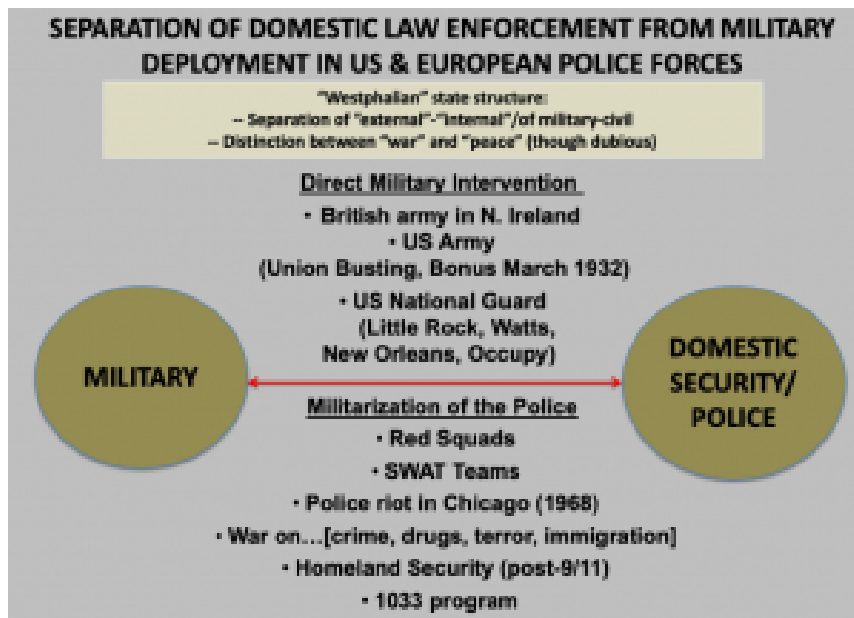 SEPARATION OF DOMESTIC LAW ENFORCEMENT FROM MILITARY
DEPLOYMENT IN US & EUROPEAN POLICE FORCES
"Westphalian" state structure:
-- Separation of "external"-"internal"/of military-civil
-- Distinction between "war" and "peace" (though dubious)
Direct Military Intervention
• British army in N. Ireland
• US Army
(Union Busting, Bonus March 1932)
• US National Guard
(Little Rock, Watts,
New Orleans, Occupy)
MILITARY
DOMESTIC
SECURITY/
POLICE
Militarization of the Police
• Red Squads
• SWAT Teams
• Police riot in Chicago (1968)
• War on...[crime, drugs, terror, immigration]
• Homeland Security (post-9/11)
• 1033 program